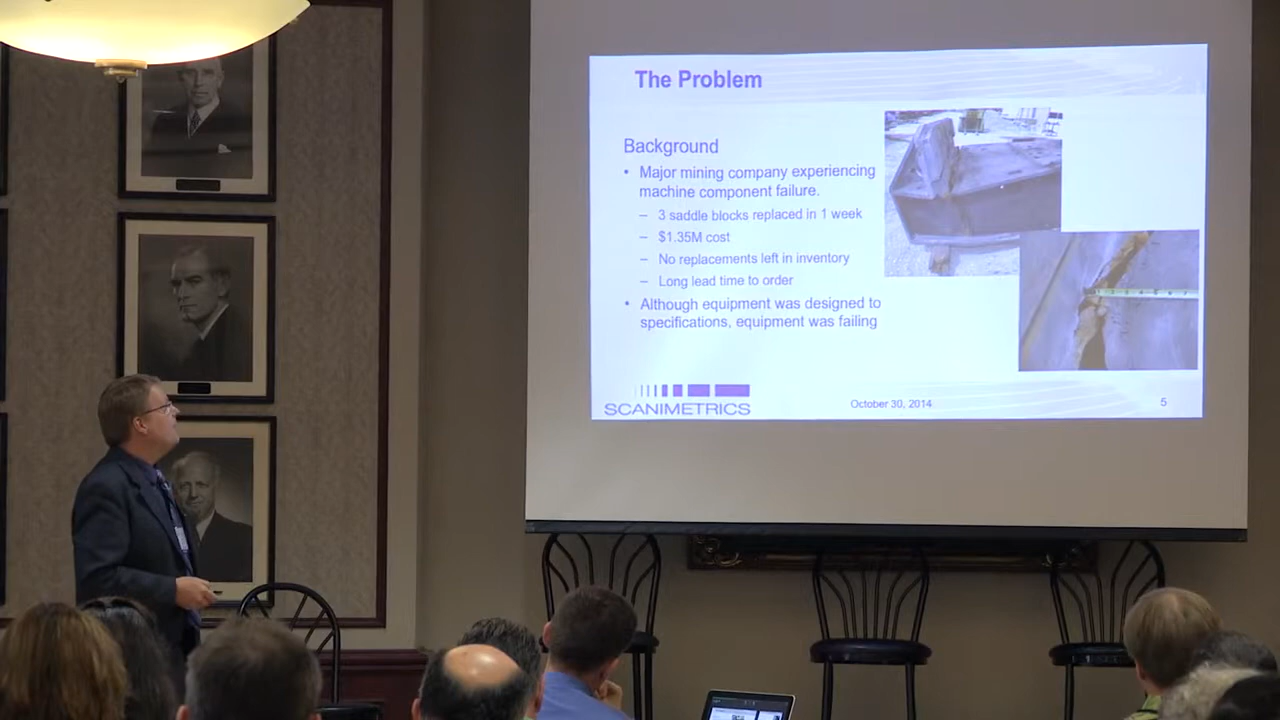 The Problem
Background
• Major mining company experiencing
machine component failure.
– 3 saddle blocks replaced in 1 week
– $1.35M cost
– No replacements left in inventory
– Long lead time to order
• Although equipment was designed to
specifications, equipment was failing
SCANIMETRICS
October 30, 2014
5